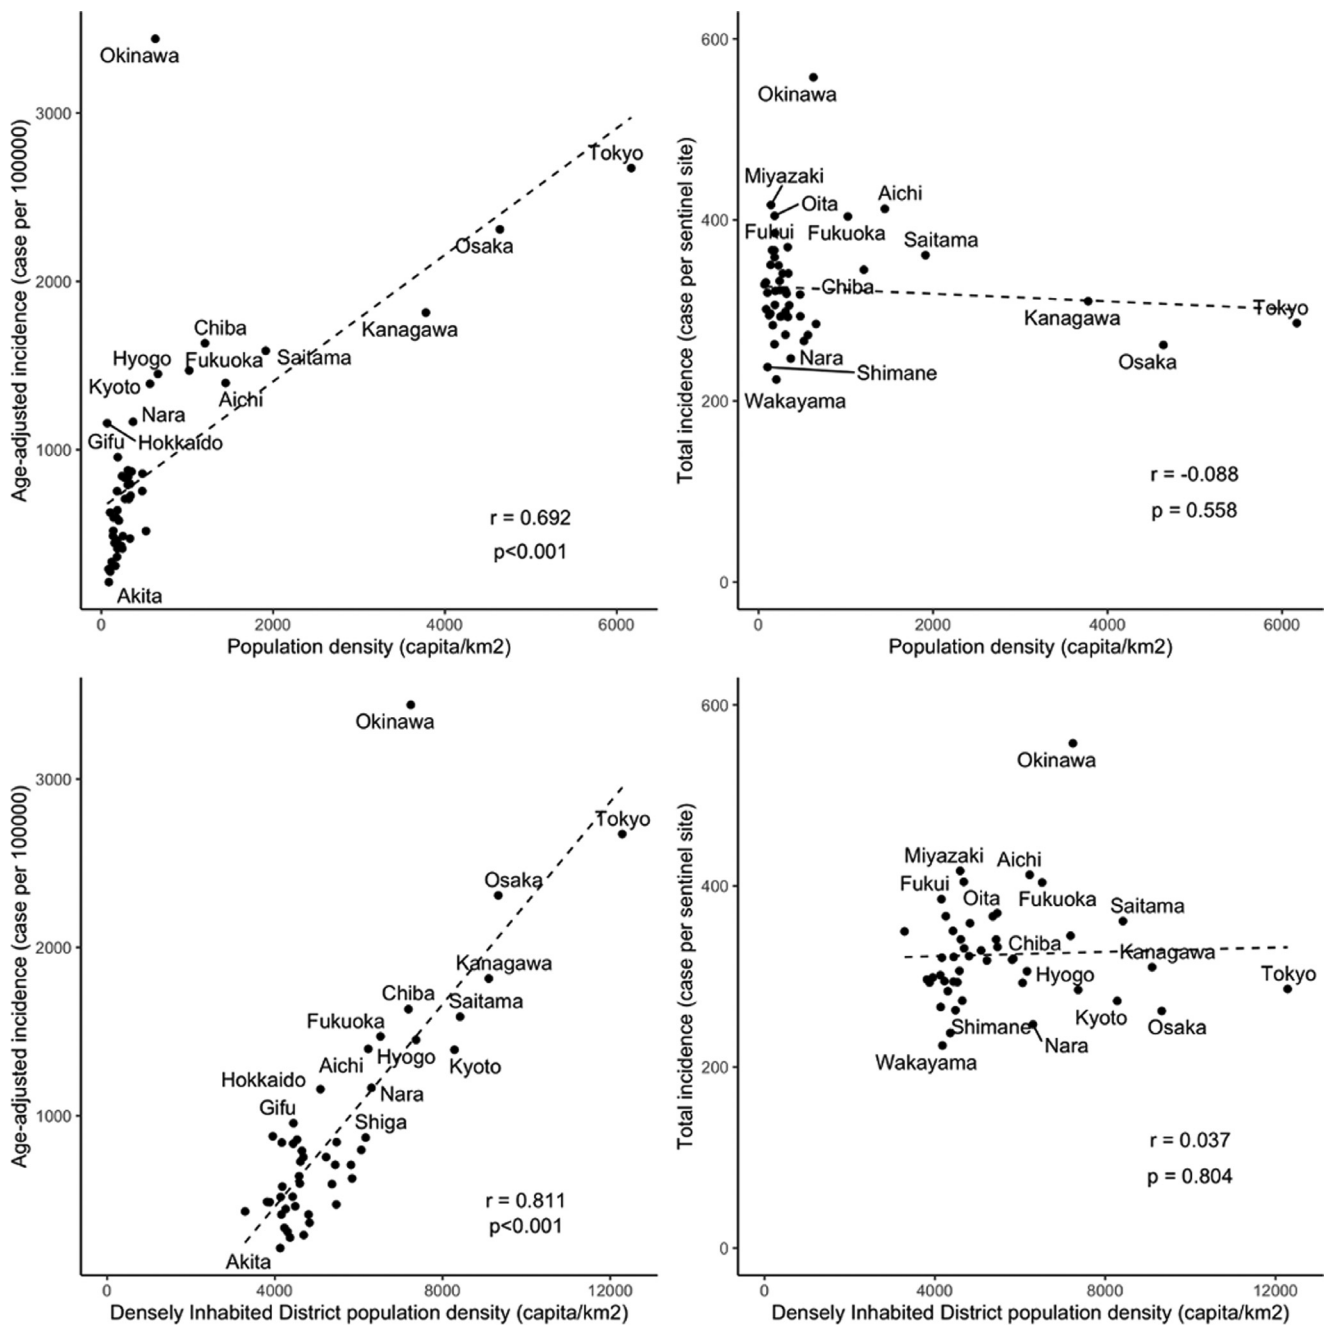 Age-adjusted incidence (case per 100000)
3000
2000
1000
Okinawa
Tokyo
Osaka
Kanagawa
Chiba
Hyogo
Fukuoka
Saitama
Kyoto
Aichi
Nara
Gifu
Hokkaido
Akita
r = 0.692
p<0.001
0
2000
4000
6000
Population density (capita/km2)
Total incidence (case per sentinel site)
600
400
200
0
Okinawa
Miyazaki
Oita
Aichi
Fukui
Fukuoka
Saitama
Chiba
Kanagawa
Tokyo
Nara
Osaka
Shimane
Wakayama
r = -0.088
p = 0.558
0
2000
4000
6000
Population density (capita/km2)
Age-adjusted incidence (case per 100000)
3000
2000
1000
Okinawa
Tokyo
Osaka
Kanagawa
Chiba
Saitama
Fukuoka
Aichi
Hyogo
Kyoto
Hokkaido
Nara
Gifu
Shiga
Akita
r = 0.811
p<0.001
0
4000
8000
12000
Densely Inhabited District population density (capita/km2)
Total incidence (case per sentinel site)
600
400
200
0
Okinawa
Miyazaki
Aichi
Fukui
Oita
Fukuoka
Saitama
Chiba
Kanagawa
Hyogo
Tokyo
Kyoto
Shimane
Osaka
Nara
Wakayama
r = 0.037
p = 0.804
0
4000
8000
12000
Densely Inhabited District population density (capita/km2)